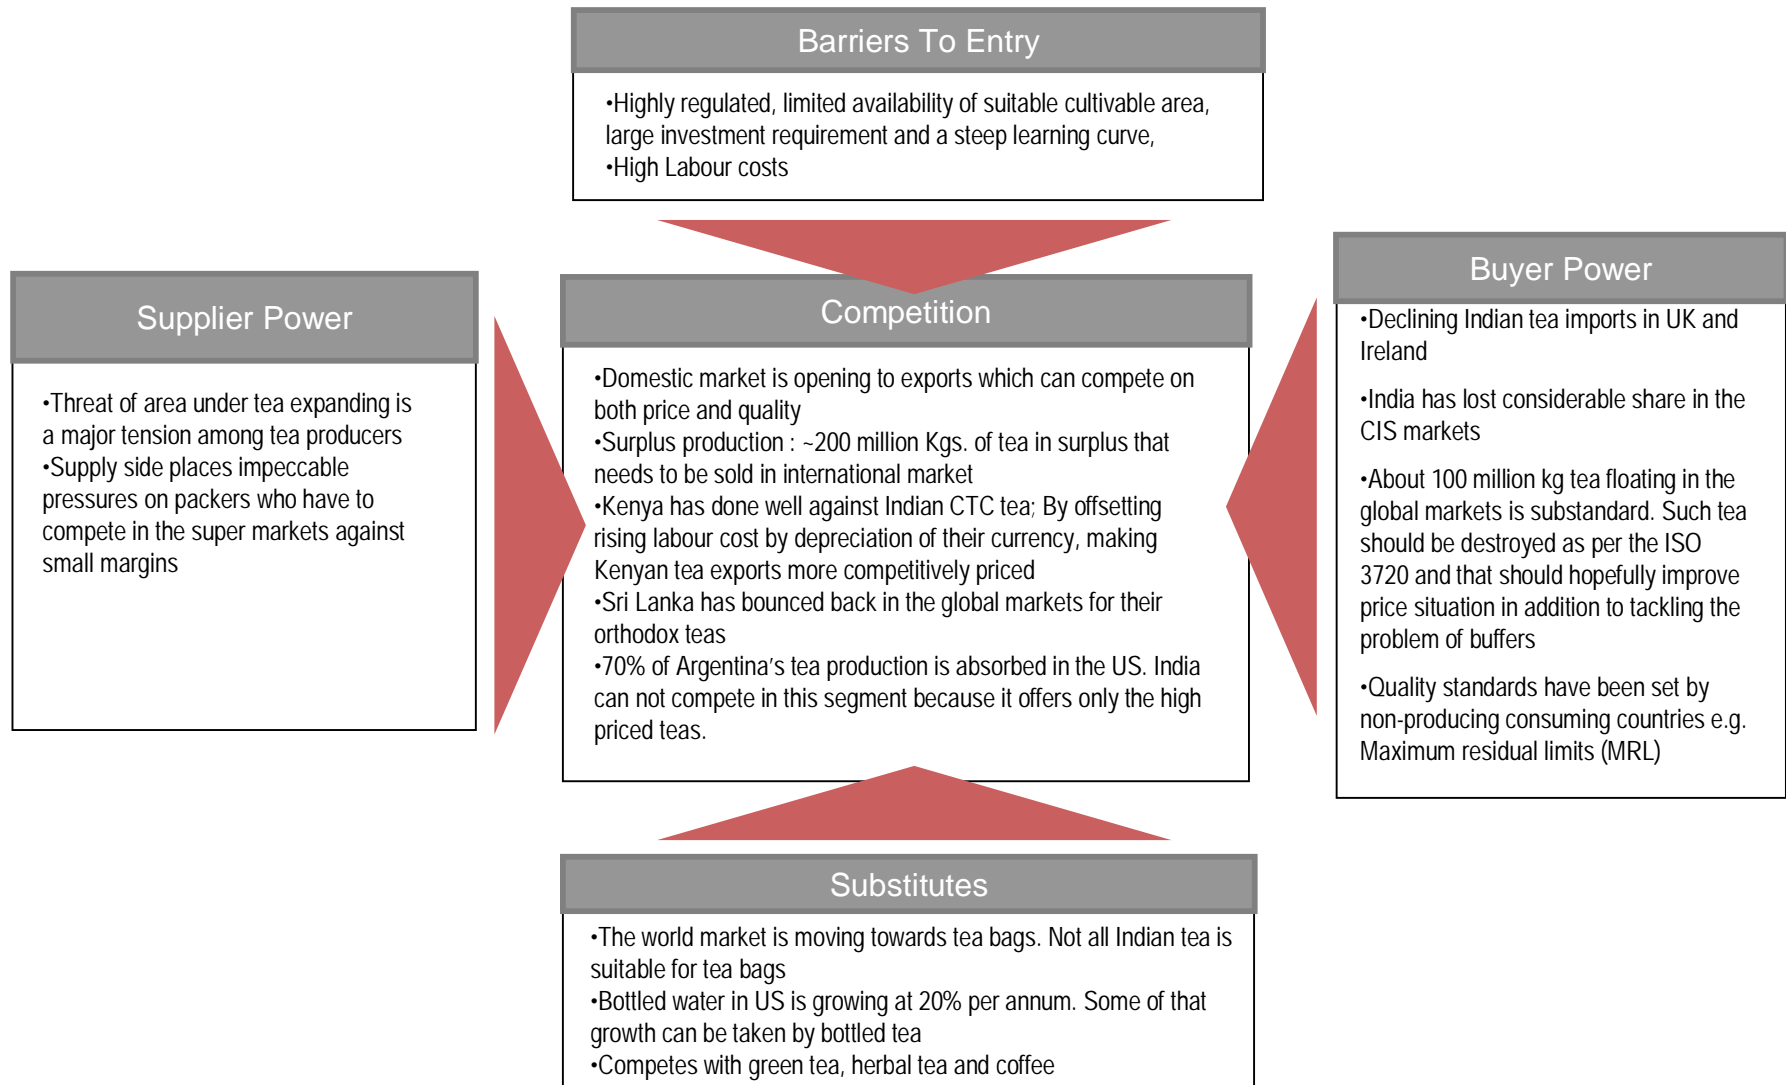 Barriers To Entry
•Highly regulated, limited availability of suitable cultivable area,
large investment requirement and a steep learning curve,
•High Labour costs
Supplier Power
•Threat of area under tea expanding is
a major tension among tea producers
•Supply side places impeccable
pressures on packers who have to
compete in the super markets against
small margins
Competition
•Domestic market is opening to exports which can compete on
both price and quality
•Surplus production : ~200 million Kgs. of tea in surplus that
needs to be sold in international market
•Kenya has done well against Indian CTC tea; By offsetting
rising labour cost by depreciation of their currency, making
Kenyan tea exports more competitively priced
•Sri Lanka has bounced back in the global markets for their
orthodox teas
•70% of Argentina's tea production is absorbed in the US. India
can not compete in this segment because it offers only the high
priced teas.
Buyer Power
•Declining Indian tea imports in UK and
Ireland
•India has lost considerable share in the
CIS markets
•About 100 million kg tea floating in the
global markets is substandard. Such tea
should be destroyed as per the ISO
3720 and that should hopefully improve
price situation in addition to tackling the
problem of buffers
•Quality standards have been set by
non-producing consuming countries e.g.
Maximum residual limits (MRL)
Substitutes
•The world market is moving towards tea bags. Not all Indian tea is
suitable for tea bags
•Bottled water in US is growing at 20% per annum. Some of that
growth can be taken by bottled tea
•Competes with green tea, herbal tea and coffee